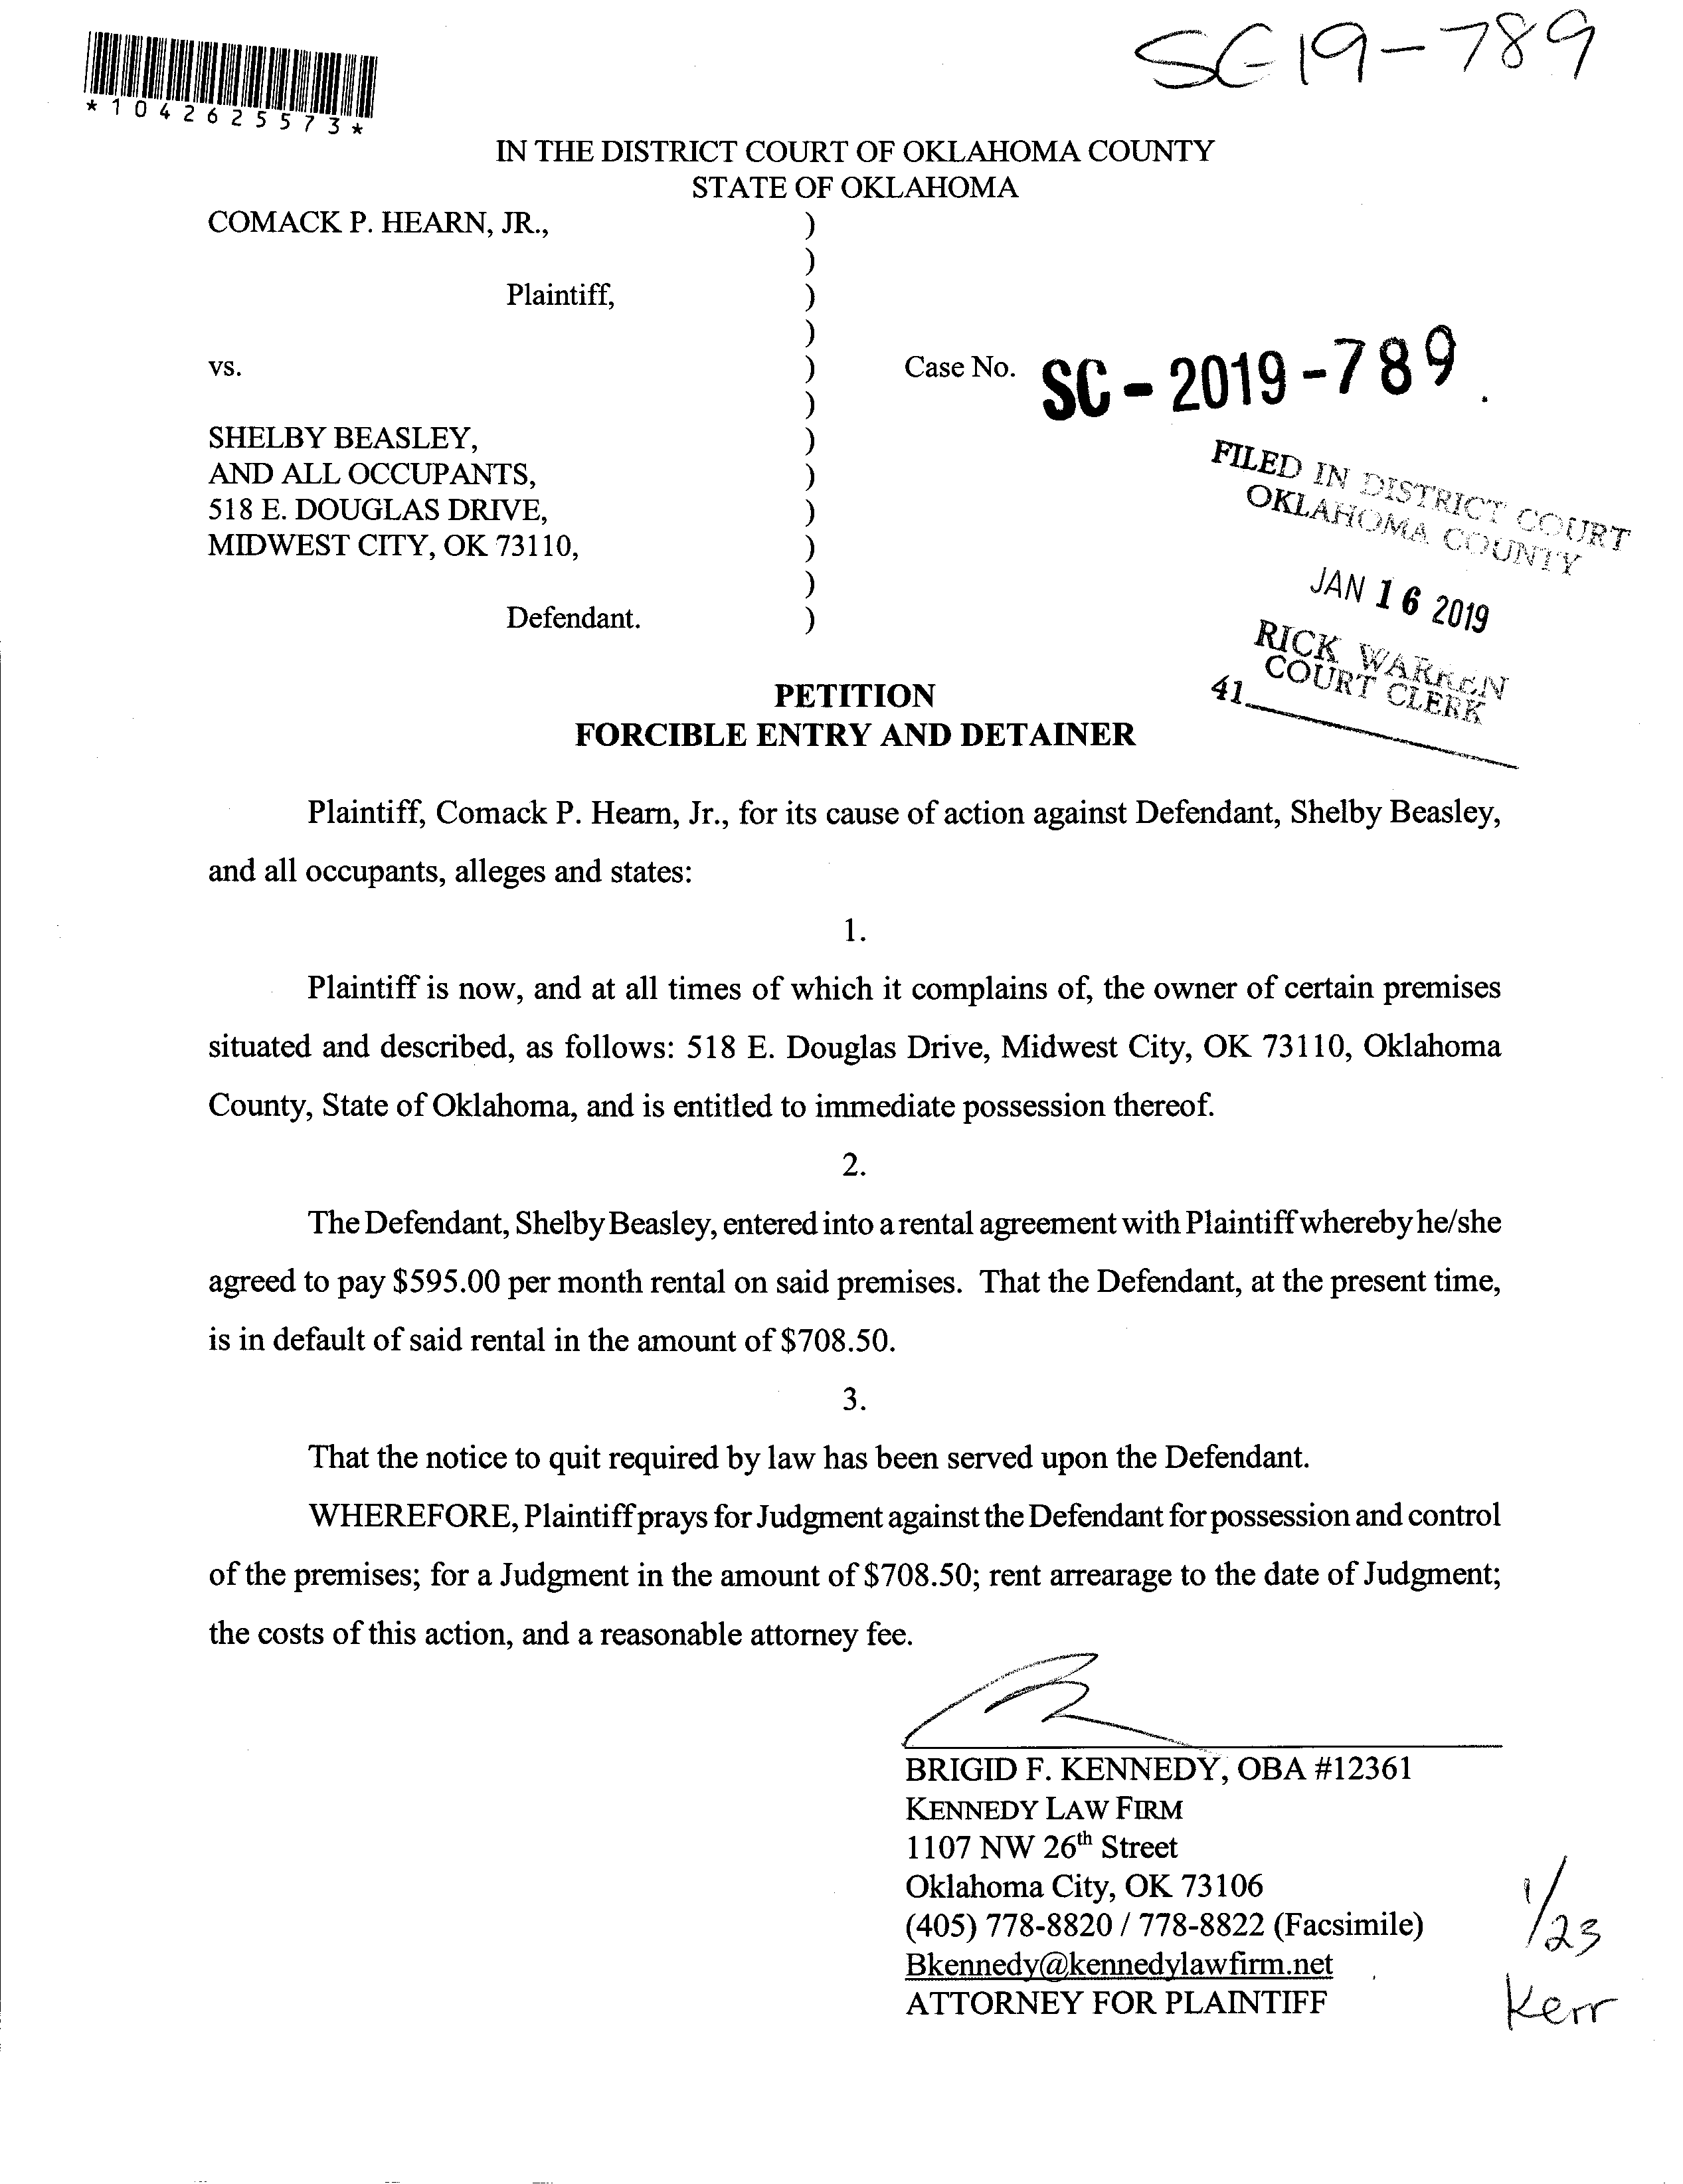 SC19-789
*1042625573*
IN THE DISTRICT COURT OF OKLAHOMA COUNTY
STATE OF OKLAHOMA
COMACK P. HEARN, JR., )
)
Plaintiff, )
)
vs. ) Case No. SC-2019-789.
)
SHELBY BEASLEY, )
AND ALL OCCUPANTS, )
518 E. DOUGLAS DRIVE, )
MIDWEST CITY, OK 73110, )
)
Defendant. )
FILED IN DISTRICT COURT
OKLAHOMA COUNTY
JAN 16 2019
RICK WARREN
COURT CLERK
41
PETITION
FORCIBLE ENTRY AND DETAINER
Plaintiff, Comack P. Hearn, Jr., for its cause of action against Defendant, Shelby Beasley,
and all occupants, alleges and states:
1.
Plaintiff is now, and at all times of which it complains of, the owner of certain premises
situated and described, as follows: 518 E. Douglas Drive, Midwest City, OK 73110, Oklahoma
County, State of Oklahoma, and is entitled to immediate possession thereof.
2.
The Defendant, Shelby Beasley, entered into a rental agreement with Plaintiff whereby he/she
agreed to pay $595.00 per month rental on said premises. That the Defendant, at the present time,
is in default of said rental in the amount of $708.50.
3.
That the notice to quit required by law has been served upon the Defendant.
WHEREFORE, Plaintiff prays for Judgment against the Defendant for possession and control
of the premises; for a Judgment in the amount of $708.50; rent arrearage to the date of Judgment;
the costs of this action, and a reasonable attorney fee.
BRIGID F. KENNEDY, OBA #12361
KENNEDY LAW FIRM
1107 NW 26th Street
Oklahoma City, OK 73106
(405) 778-8820 / 778-8822 (Facsimile)
Bkennedy@kennedylawfirm.net
ATTORNEY FOR PLAINTIFF
1/23
Kerr